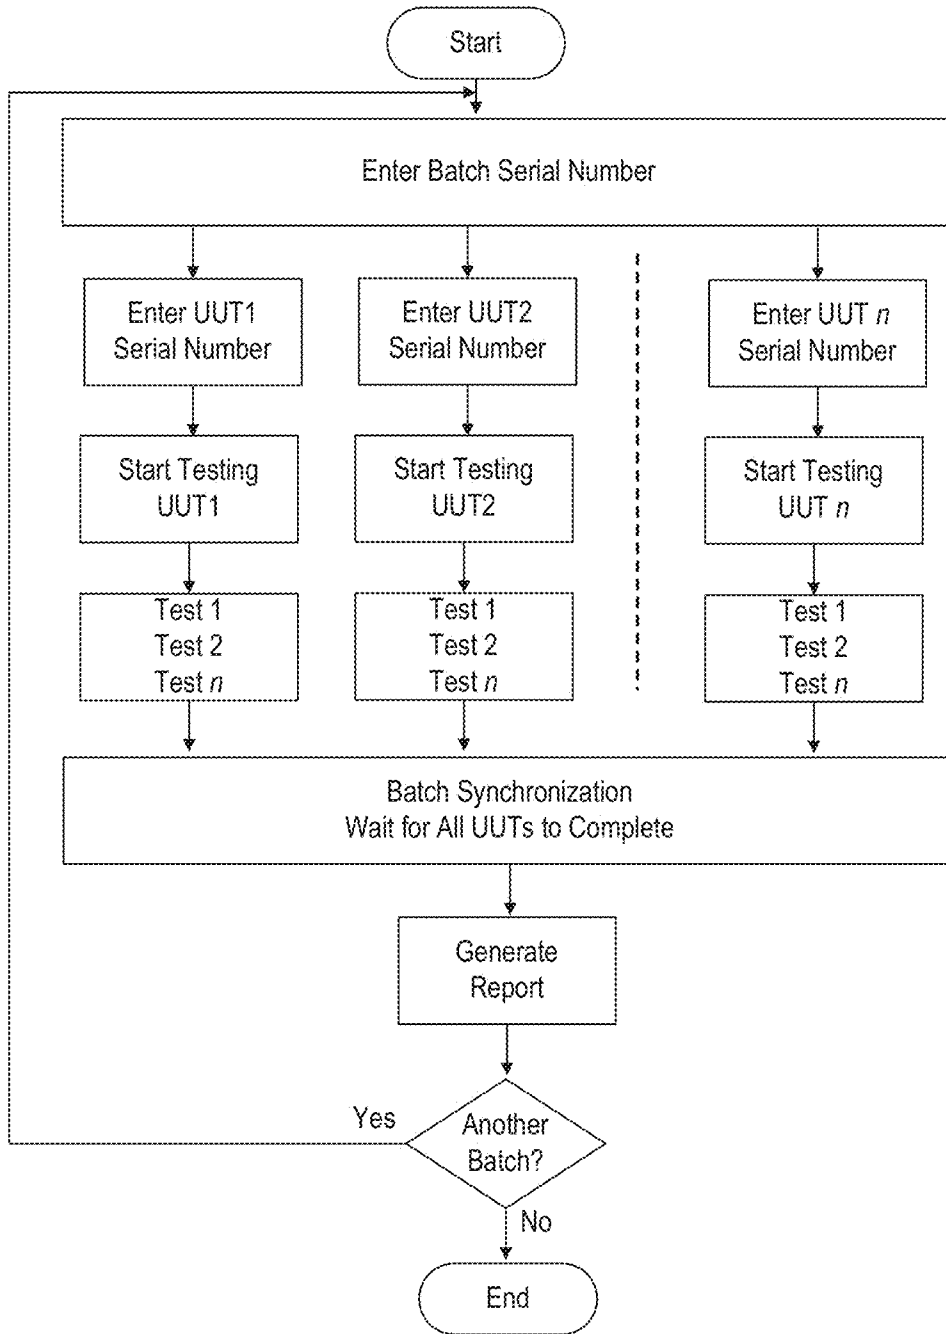 Start
Enter Batch Serial Number
Enter UUT1
Serial Number
Enter UUT2
Serial Number
Enter UUT n
Serial Number
Start Testing
UUT1
Start Testing
UUT2
Start Testing
UUT n
Test 1
Test 2
Test n
Test 1
Test 2
Test n
Test 1
Test 2
Test n
Batch Synchronization
Wait for All UUTs to Complete
Generate
Report
Another
Batch?
Yes
No
End